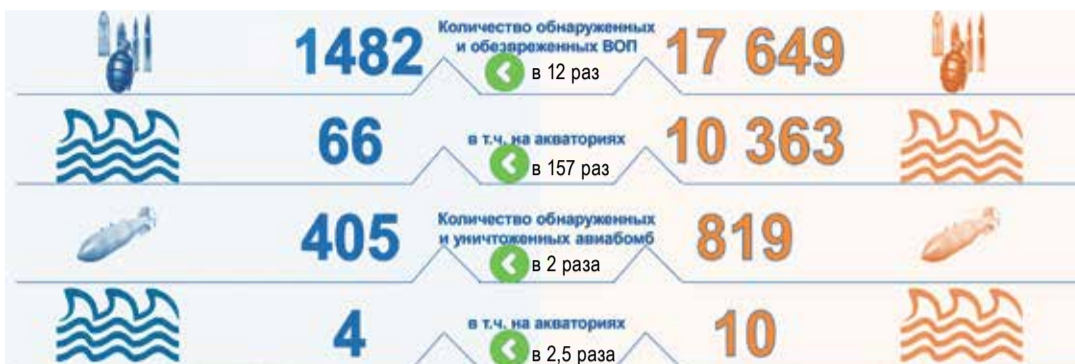 1482
Количество обнаруженных
и обезвреженных ВОП
в 12 раз
17 649
66
в т.ч. на акваториях
в 157 раз
10 363
405
Количество обнаруженных
и уничтоженных авиабомб
в 2 раза
819
4
в т.ч. на акваториях
в 2,5 раза
10